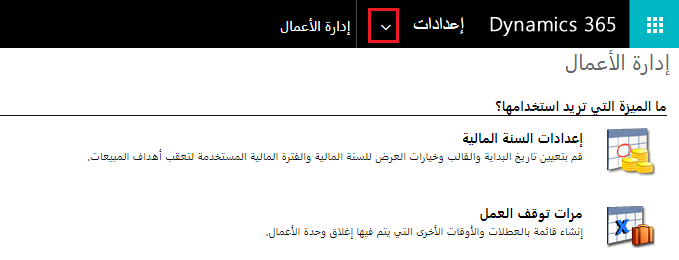 Dynamics 365 إعدادات إدارة الأعمال
إدارة الأعمال
ما الميزة التي تريد استخدامها؟
إعدادات السنة المالية
قم بتعيين تاريخ البداية والقالب وخيارات العرض للسنة المالية والفترة المالية المستخدمة لتعقب أهداف المبيعات.
مرات توقف العمل
إنشاء قائمة بالعطلات والأوقات الأخرى التي يتم فيها إغلاق وحدة الأعمال.